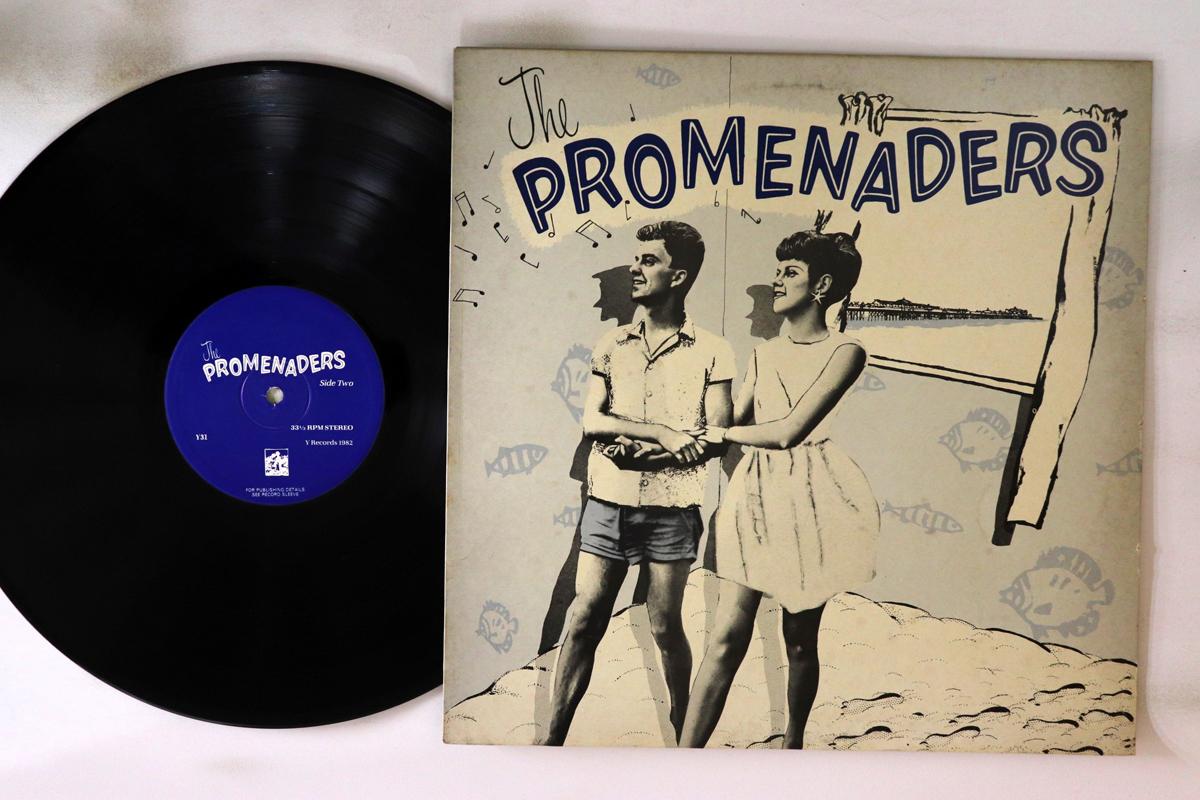 The
PROMENADERS
The
PROMENADERS
Side Two
33⅓ RPM STEREO
Y31
Y Records 1982
FOR PUBLISHING DETAILS
SEE RECORD SLEEVE